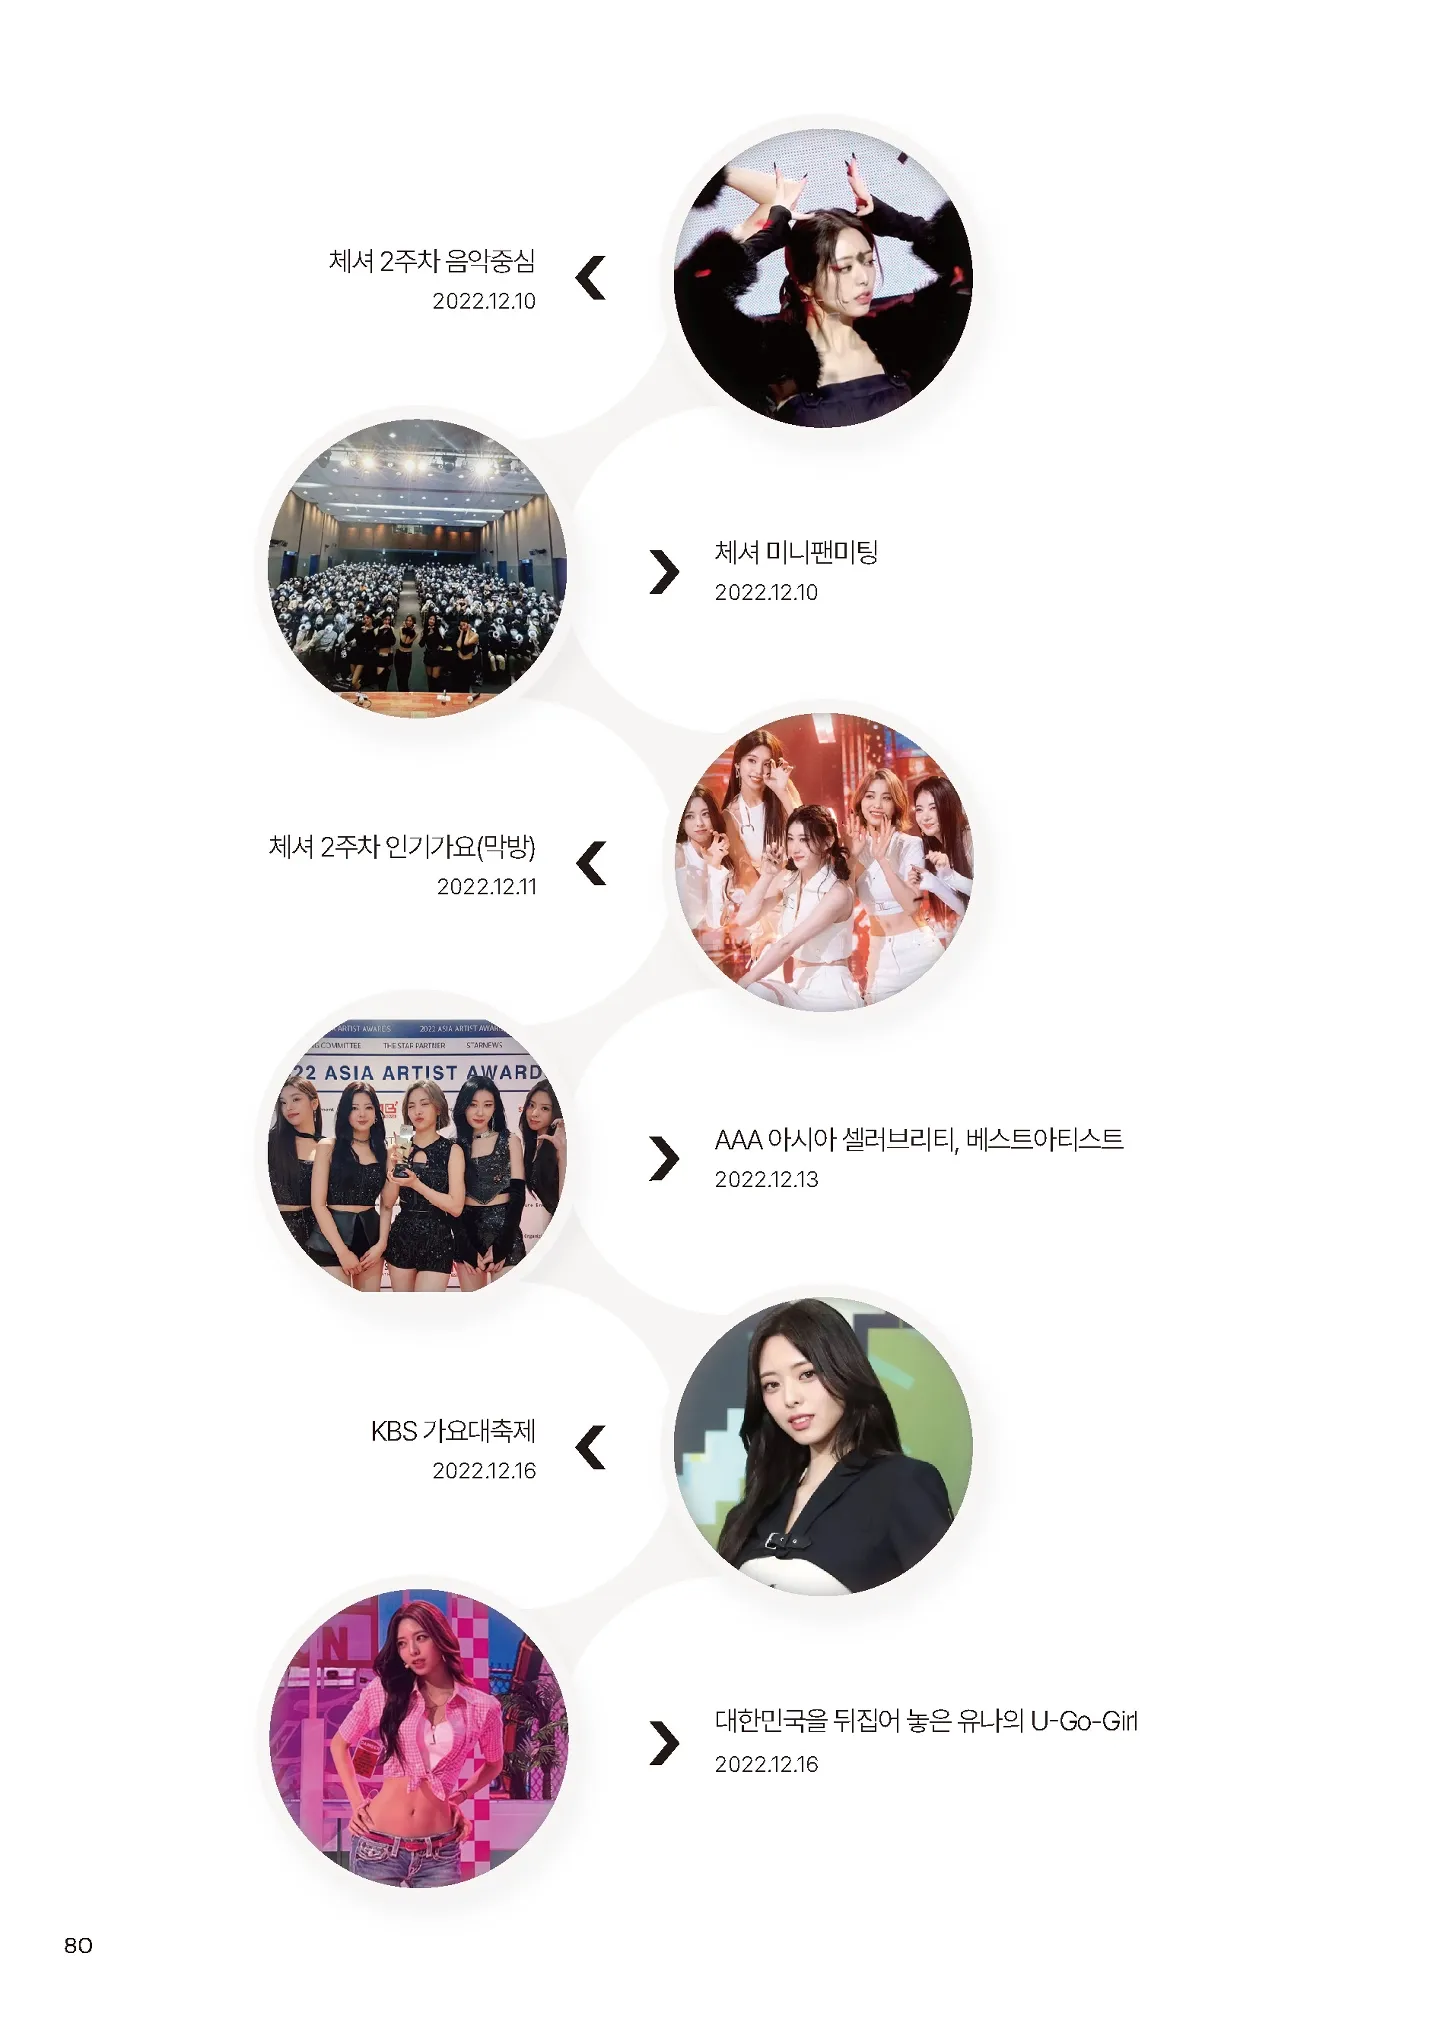 체셔 2주차 음악중심
2022.12.10
체셔 미니팬미팅
2022.12.10
체셔 2주차 인기가요(막방)
2022.12.11
ARTIST AWARDS 2022 ASIA ARTIST AWAR
COMMITTEE THE STAR PARTNER STARNEWS
22 ASIA ARTIST AWARD
AAA 아시아 셀러브리티, 베스트아티스트
2022.12.13
KBS 가요대축제
2022.12.16
대한민국을 뒤집어 놓은 유나의 U-Go-Girl
2022.12.16
80